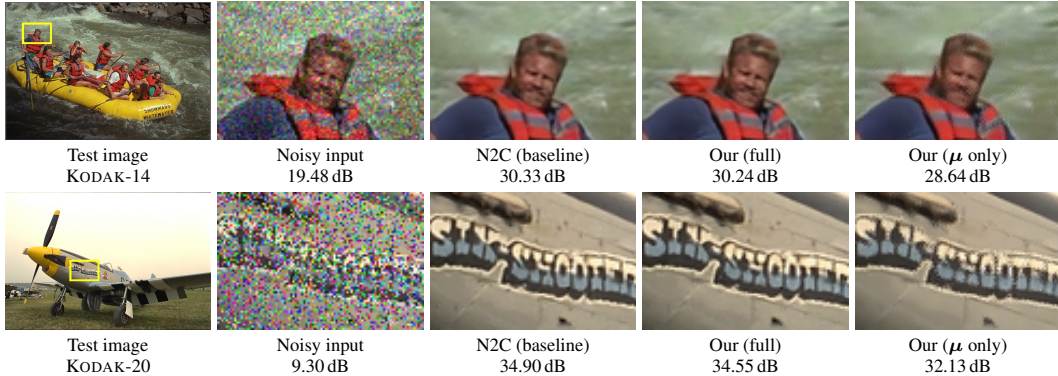 SHOWMASS
WHITEWATER
Test image
KODAK-14
Noisy input
19.48 dB
N2C (baseline)
30.33 dB
Our (full)
30.24 dB
Our (μ only)
28.64 dB
Test image
KODAK-20
Noisy input
9.30 dB
N2C (baseline)
34.90 dB
Our (full)
34.55 dB
Our (μ only)
32.13 dB